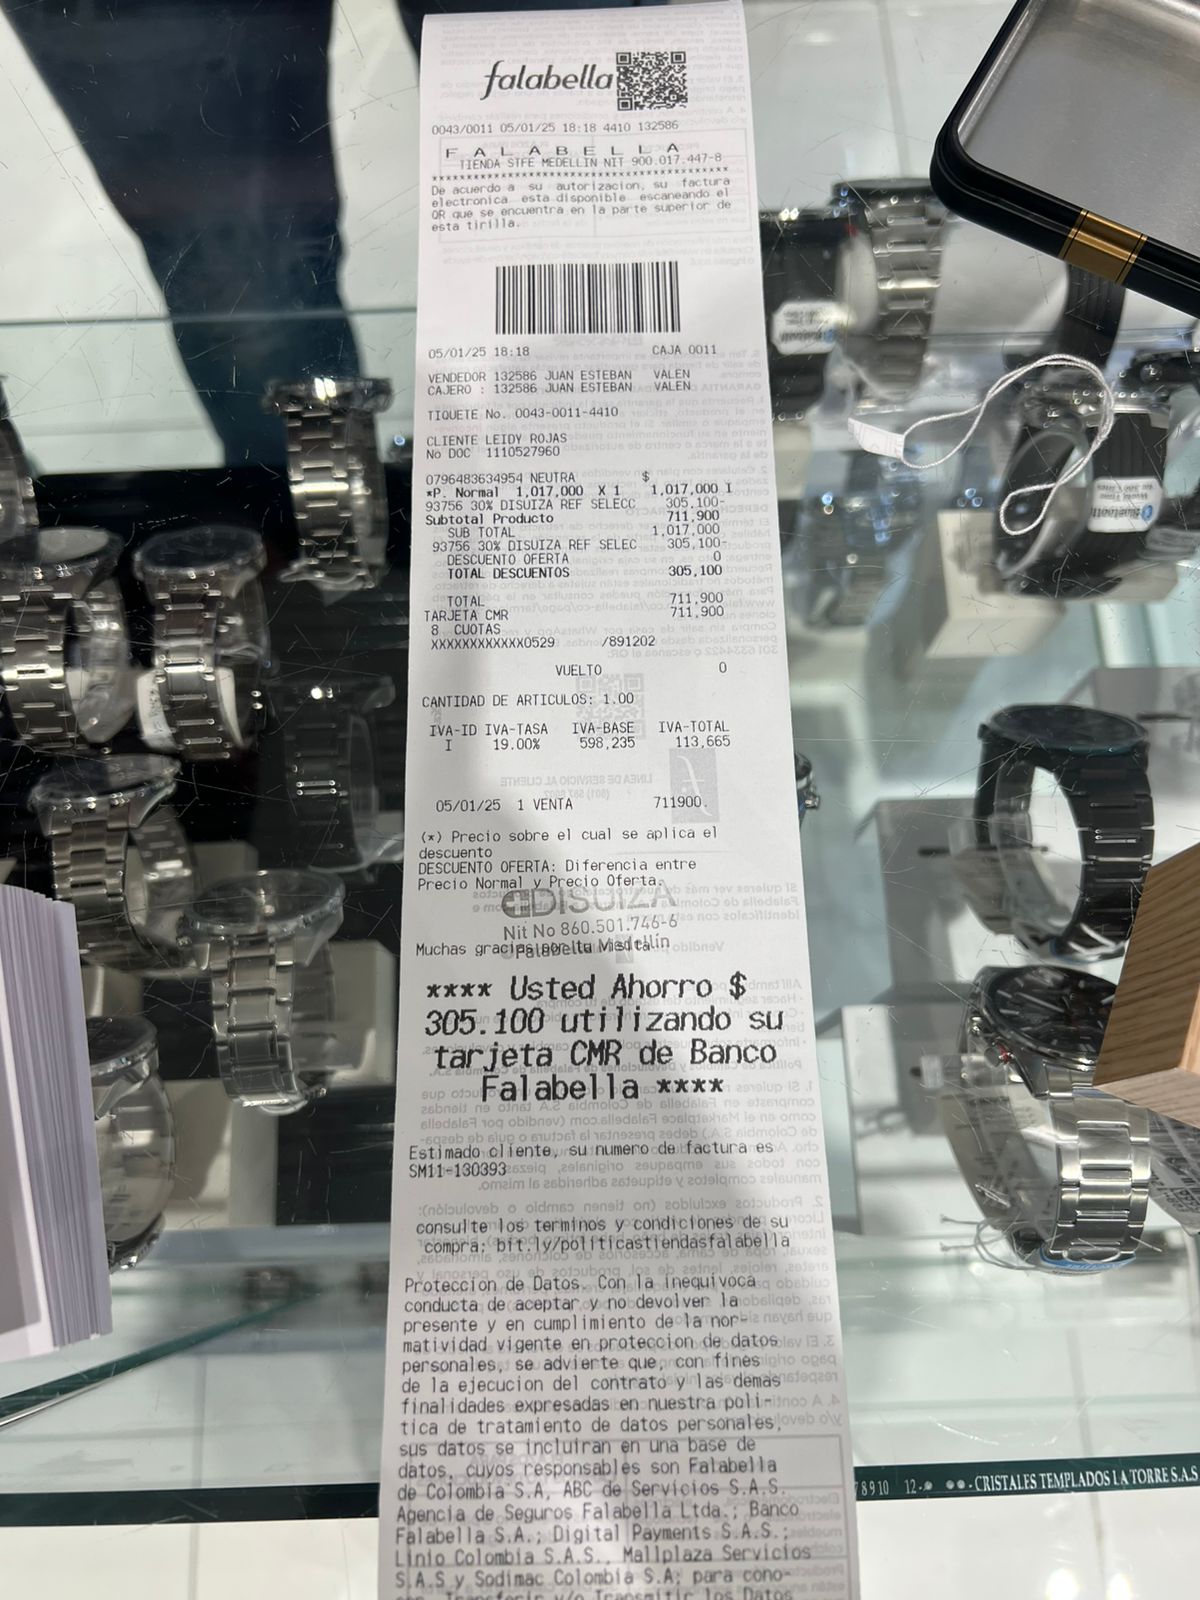 falabella
0043/0011 05/01/25 18:18 4410 132586
F A L A B E L L A
TIENDA STFE MEDELLIN NIT 900.017.447-8
****************************************
De acuerdo a su autorizacion, su factura
electronica esta disponible escaneando el
QR que se encuentra en la parte superior de
esta tirilla.
05/01/25 18:18 CAJA 0011
VENDEDOR 132586 JUAN ESTEBAN VALEN
CAJERO : 132586 JUAN ESTEBAN VALEN
TIQUETE No. 0043-0011-4410
CLIENTE LEIDY ROJAS
No DOC 1110527960
0796483634954 NEUTRA $
*P. Normal 1,017,000 X 1 1,017,000 I
93756 30% DISUIZA REF SELECC 305,100-
Subtotal Producto 711,900
SUB TOTAL 1,017,000
93756 30% DISUIZA REF SELEC 305,100-
DESCUENTO OFERTA 0
TOTAL DESCUENTOS 305,100
TOTAL 711,900
TARJETA CMR 711,900
8 CUOTAS
XXXXXXXXXXXX0529 /891202
VUELTO 0
CANTIDAD DE ARTICULOS: 1.00
IVA-ID IVA-TASA IVA-BASE IVA-TOTAL
I 19.00% 598,235 113,665
05/01/25 1 VENTA 711900.
(*) Precio sobre el cual se aplica el
descuento
DESCUENTO OFERTA: Diferencia entre
Precio Normal y Precio Oferta.
DISUIZA
Nit No 860.501.746-6
Falabella Medellín
Muchas gracias por tu visita.
**** Usted Ahorro $
305.100 utilizando su
tarjeta CMR de Banco
Falabella ****
Estimado cliente, su numero de factura es
SM11-130393
consulte los terminos y condiciones de su
compra: bit.ly/politicastiendasfalabella
Proteccion de Datos. Con la inequivoca
conducta de aceptar y no devolver la
presente y en cumplimiento de la nor-
matividad vigente en proteccion de datos
personales, se advierte que, con fines
de la ejecucion del contrato y las demas
finalidades expresadas en nuestra poli-
tica de tratamiento de datos personales,
sus datos se incluiran en una base de
datos, cuyos responsables son Falabella
de Colombia S.A, ABC de Servicios S.A.S.
Agencia de Seguros Falabella Ltda.; Banco
Falabella S.A.; Digital Payments S.A.S.;
Linio Colombia S.A.S., Mallplaza Servicios
S.A.S y Sodimac Colombia S.A; para cono-
cer, Transferir y/o Transmitir los Datos
CRISTALES TEMPLADOS LA TORRE S.A.S
Bluetooth